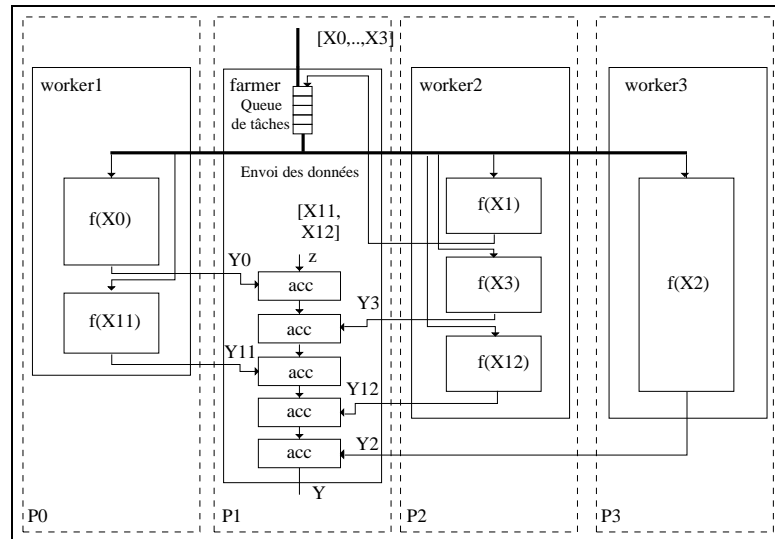 [X0,..,X3]
worker1
farmer
worker2
worker3
Queue
de tâches
Envoi des données
f(X0)
[X11,
X12]
f(X1)
f(X2)
Y0
z
acc
f(X3)
Y3
f(X11)
acc
Y11
acc
f(X12)
Y12
acc
Y2
acc
Y
P0
P1
P2
P3